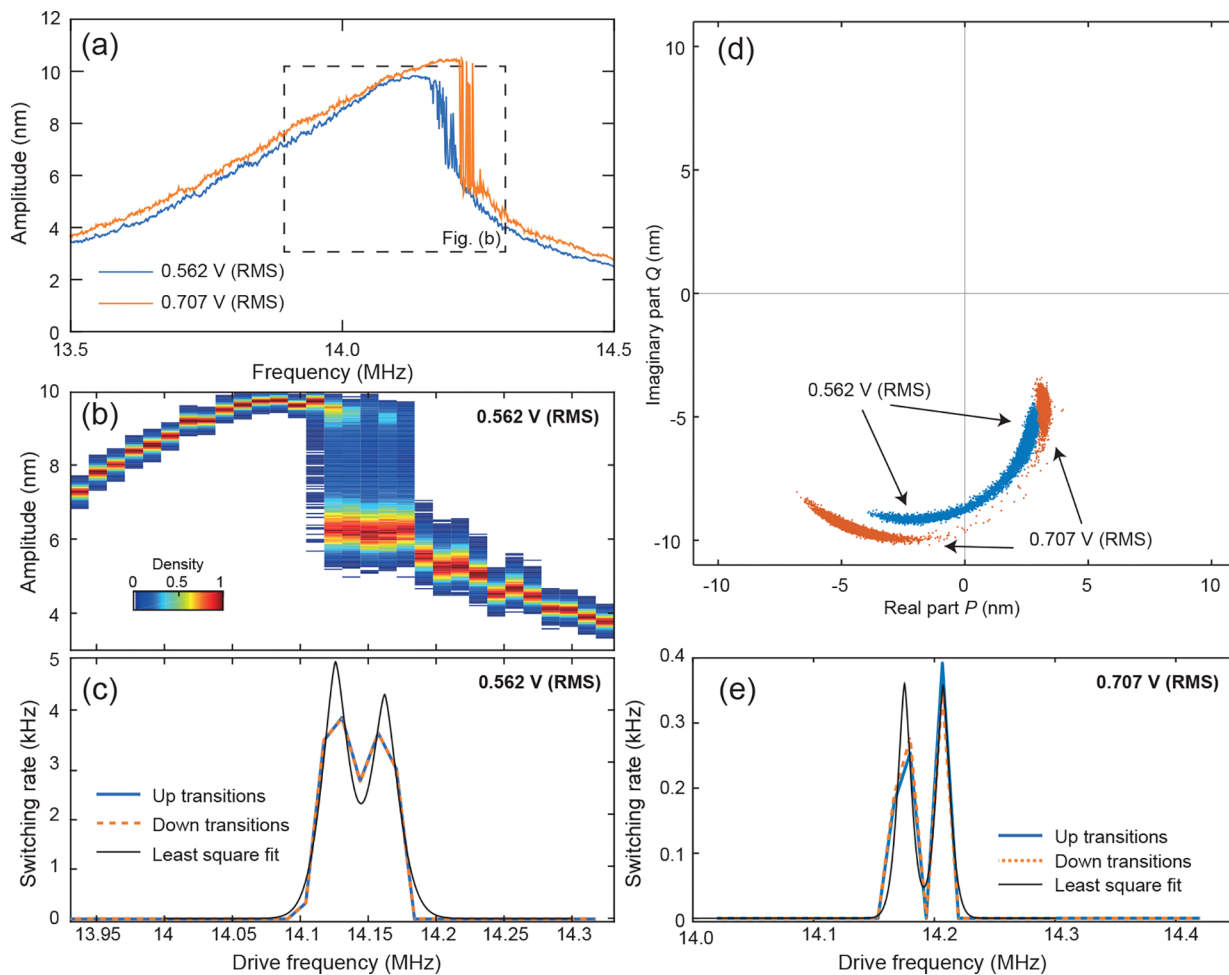 (a)
12
10
8
6
4
2
0
Amplitude (nm)
Fig. (b)
0.562 V (RMS)
0.707 V (RMS)
13.5
14.0
14.5
Frequency (MHz)
(b)
0.562 V (RMS)
10
8
6
4
Amplitude (nm)
Density
0 0.5 1
(c)
0.562 V (RMS)
5
4
3
2
1
0
Switching rate (kHz)
Up transitions
Down transitions
Least square fit
13.95 14 14.05 14.1 14.15 14.2 14.25 14.3
Drive frequency (MHz)
(d)
10
5
0
-5
-10
Imaginary part Q (nm)
0.562 V (RMS)
0.707 V (RMS)
-10 -5 0 5 10
Real part P (nm)
(e)
0.707 V (RMS)
0.4
0.3
0.2
0.1
0
Switching rate (kHz)
Up transitions
Down transitions
Least square fit
14.0 14.1 14.2 14.3 14.4
Drive frequency (MHz)